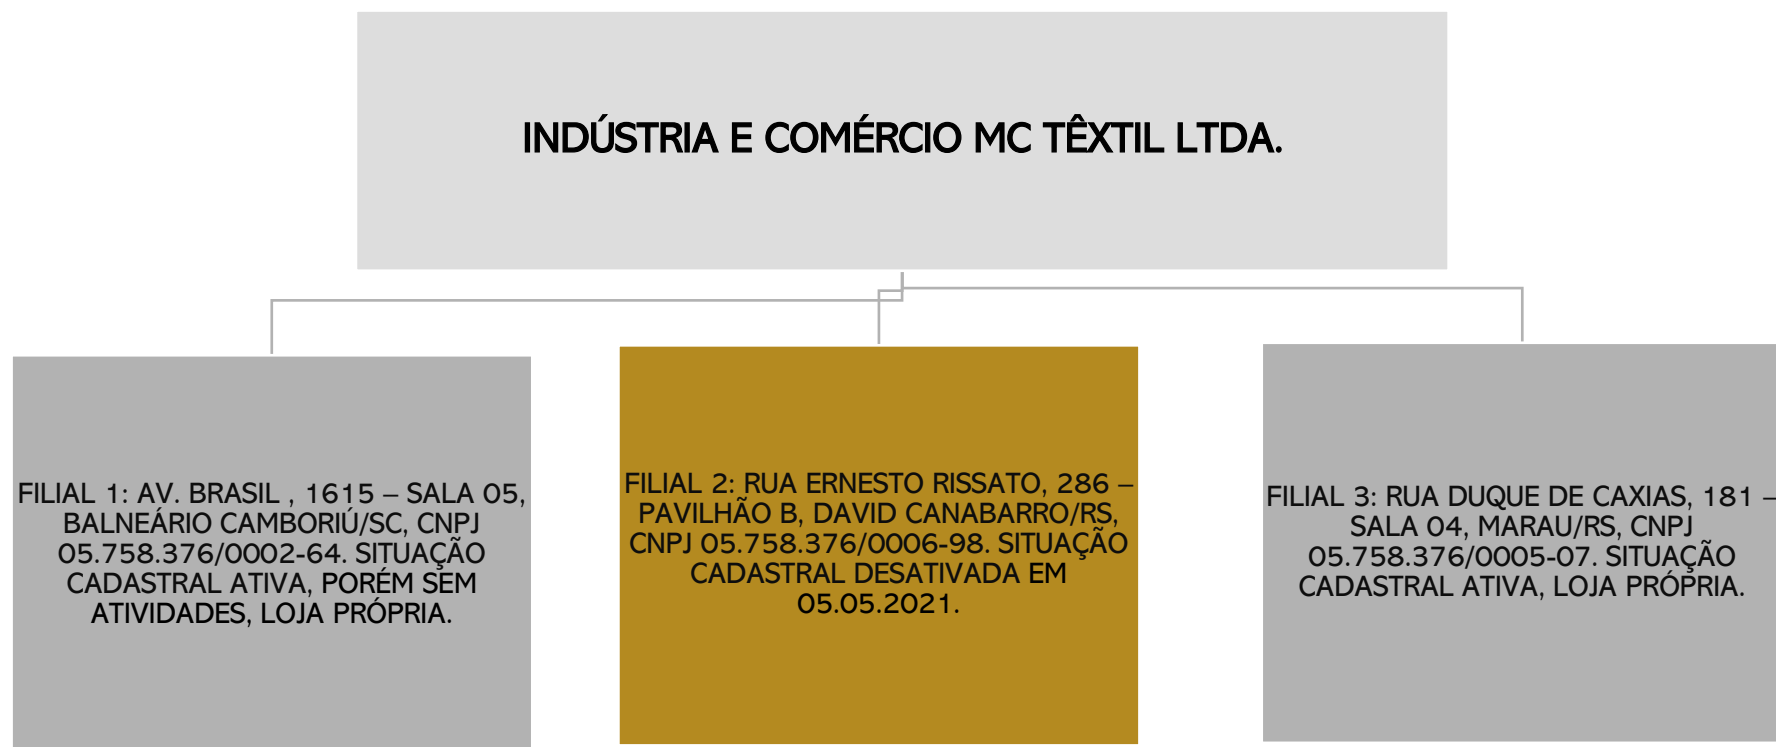 INDÚSTRIA E COMÉRCIO MC TÊXTIL LTDA.
FILIAL 1: AV. BRASIL , 1615 – SALA 05,
BALNEÁRIO CAMBORIÚ/SC, CNPJ
05.758.376/0002-64. SITUAÇÃO
CADASTRAL ATIVA, PORÉM SEM
ATIVIDADES, LOJA PRÓPRIA.
FILIAL 2: RUA ERNESTO RISSATO, 286 –
PAVILHÃO B, DAVID CANABARRO/RS,
CNPJ 05.758.376/0006-98. SITUAÇÃO
CADASTRAL DESATIVADA EM
05.05.2021.
FILIAL 3: RUA DUQUE DE CAXIAS, 181 –
SALA 04, MARAU/RS, CNPJ
05.758.376/0005-07. SITUAÇÃO
CADASTRAL ATIVA, LOJA PRÓPRIA.